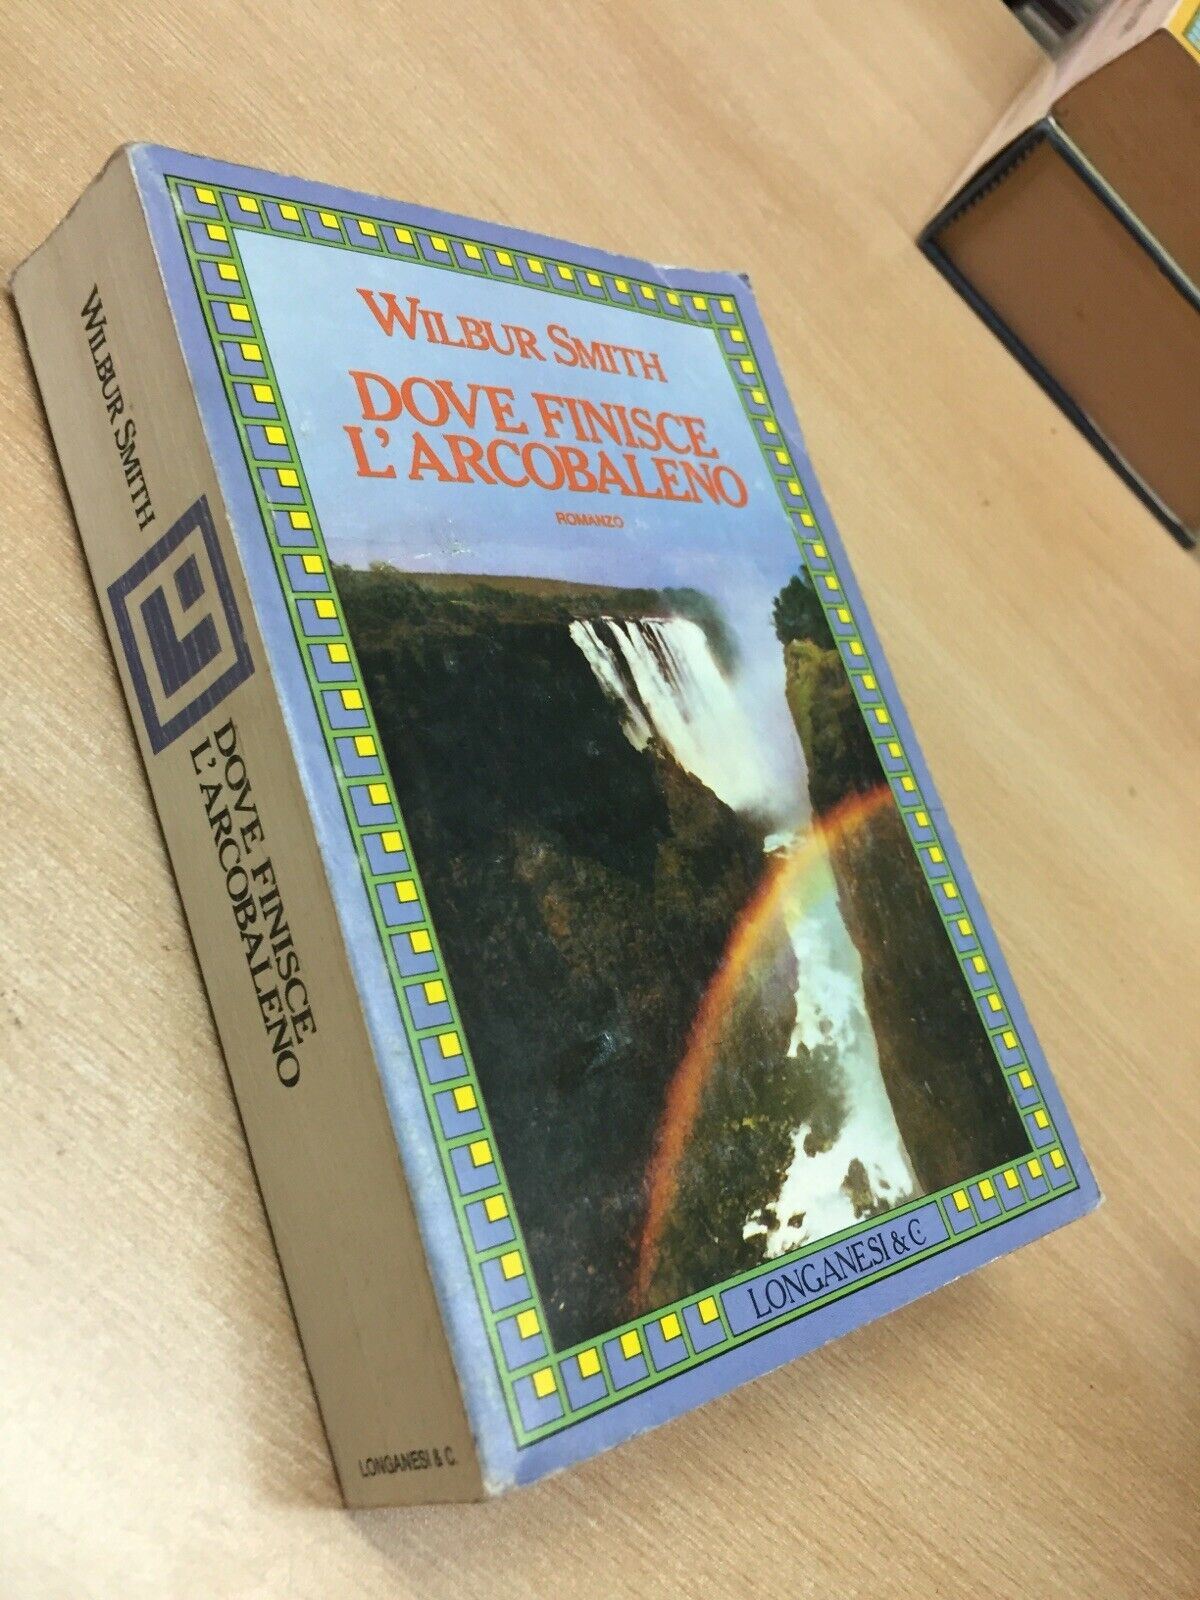 WILBUR SMITH
DOVE FINISCE
L'ARCOBALENO
ROMANZO
LONGANESI & C.
WILBUR SMITH
DOVE FINISCE
L'ARCOBALENO
LONGANESI & C.